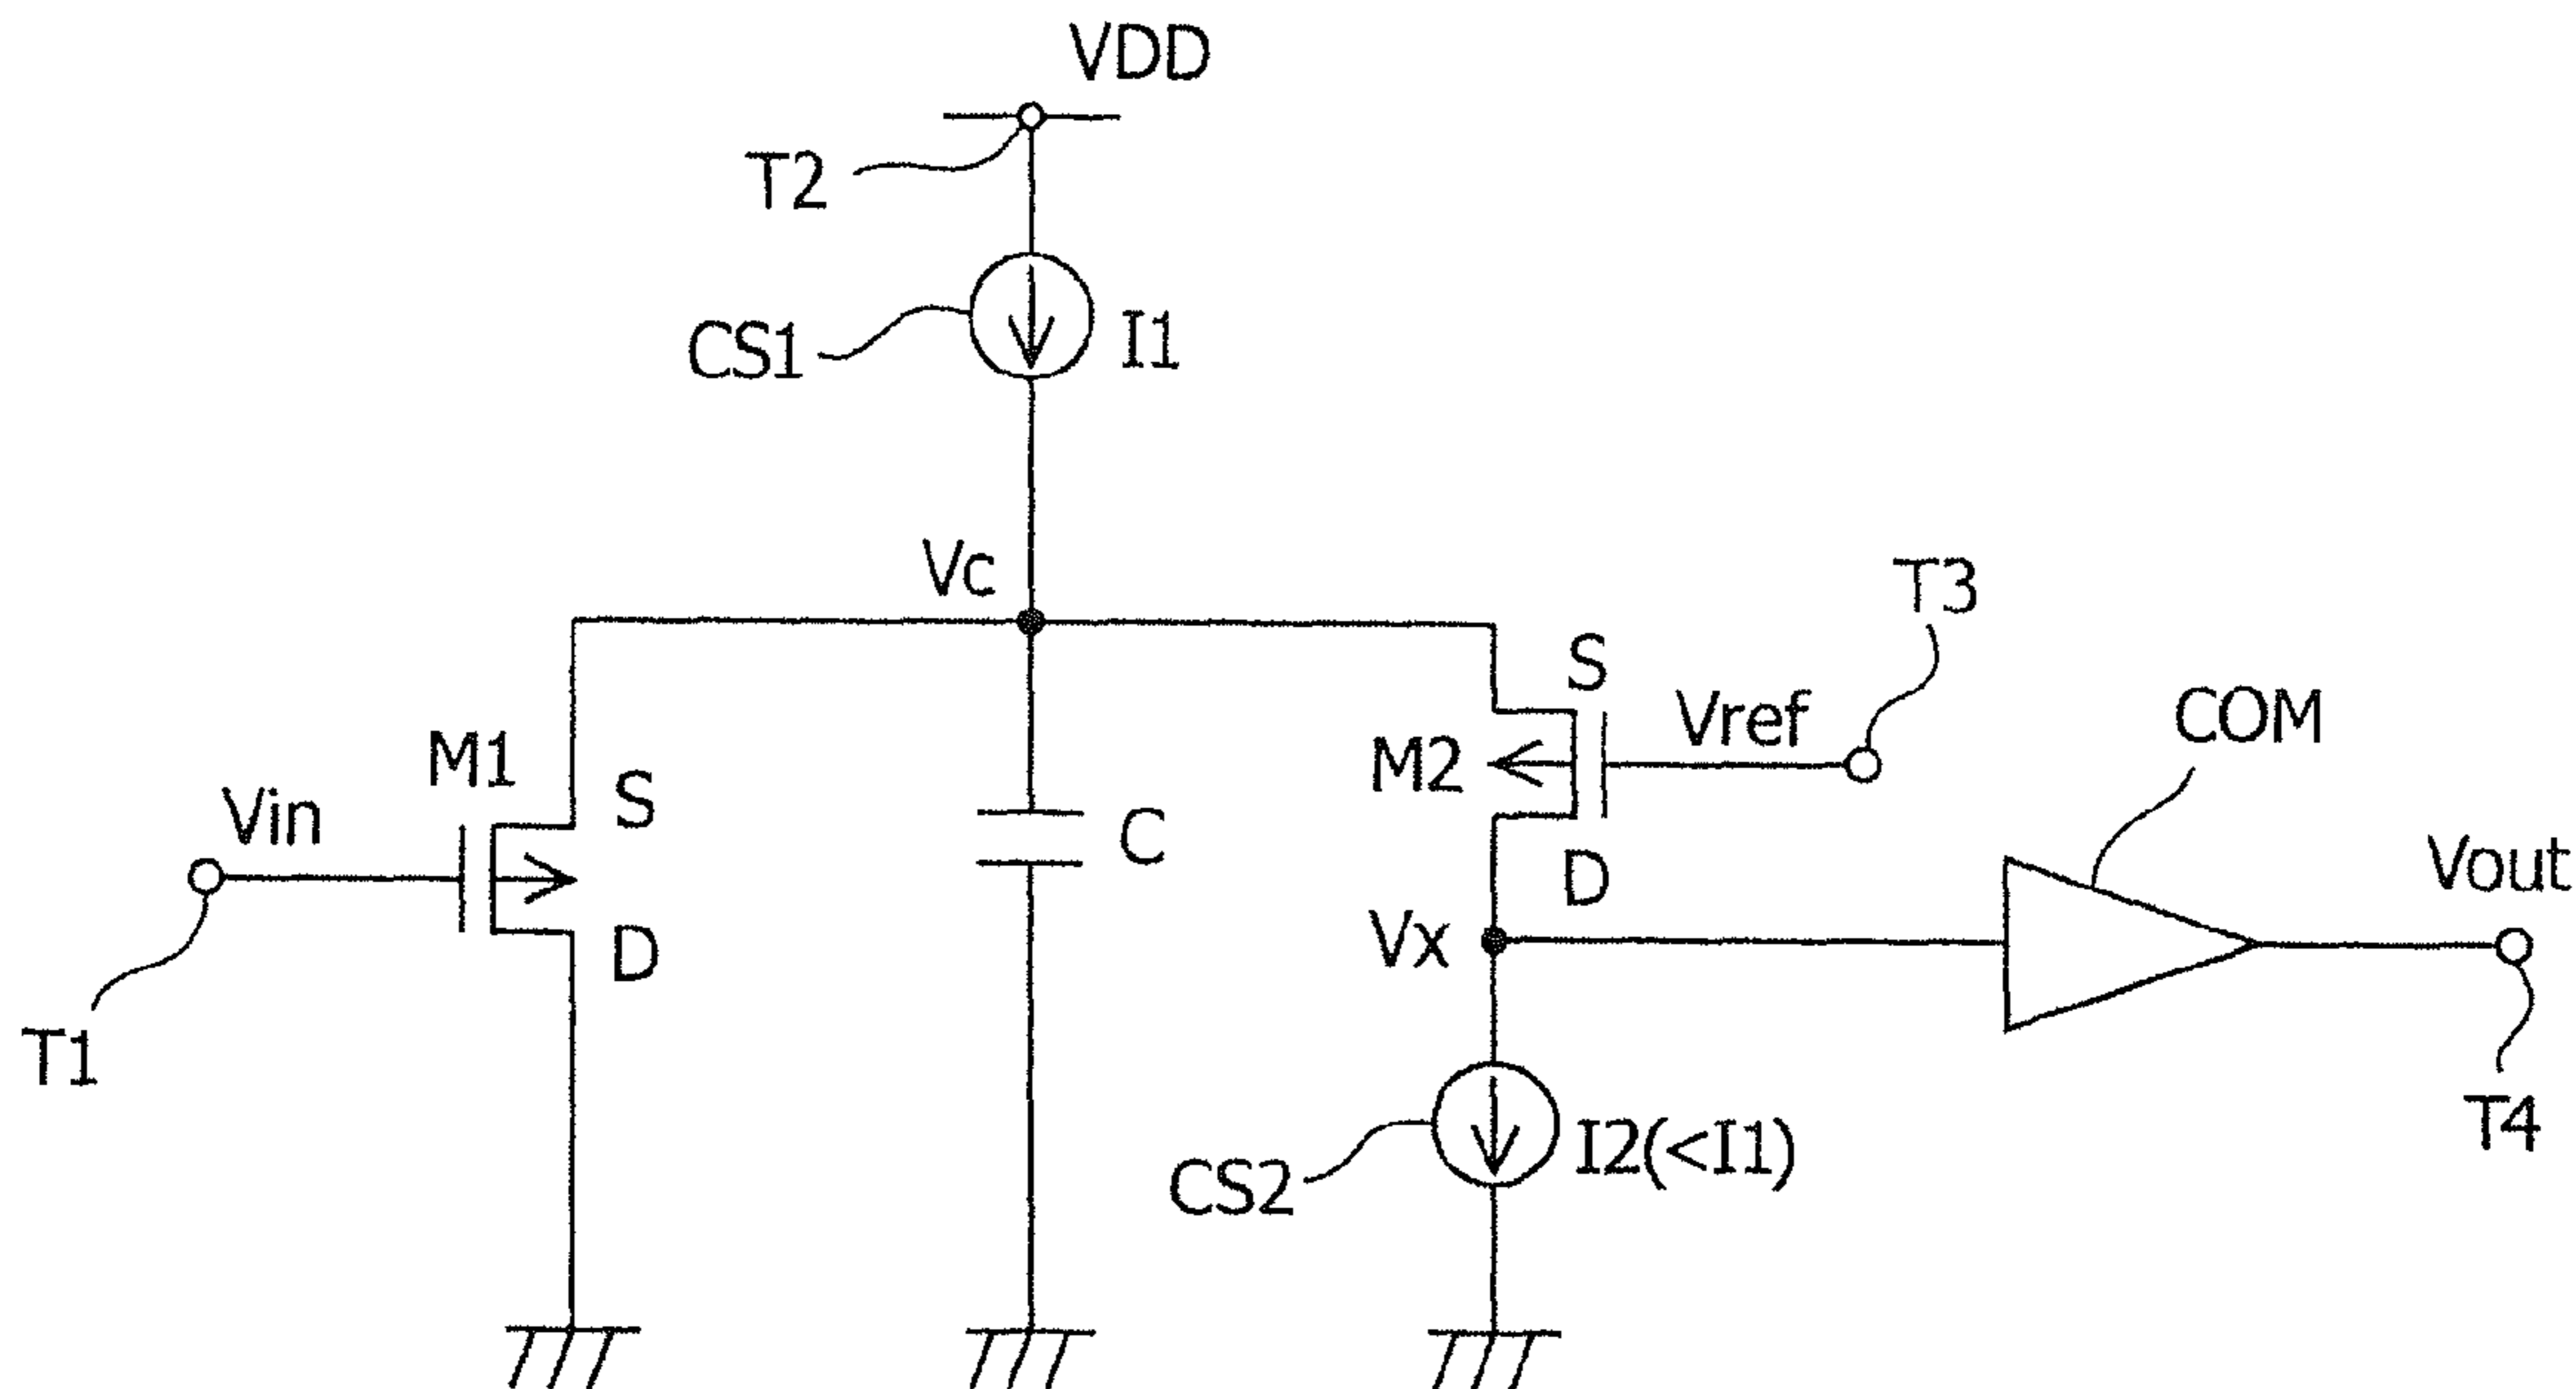 VDD
T2
CS1
I1
Vc
T3
S
Vref
COM
M1
M2
Vin
S
C
Vout
D
D
Vx
T1
T4
I2(<I1)
CS2